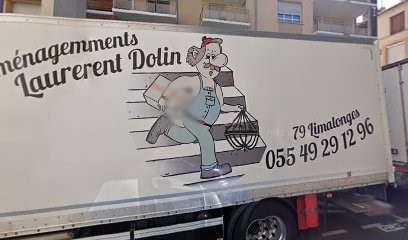 ménagemments
Laurerent Dolin
79 Limalonges
055 49 29 12 96